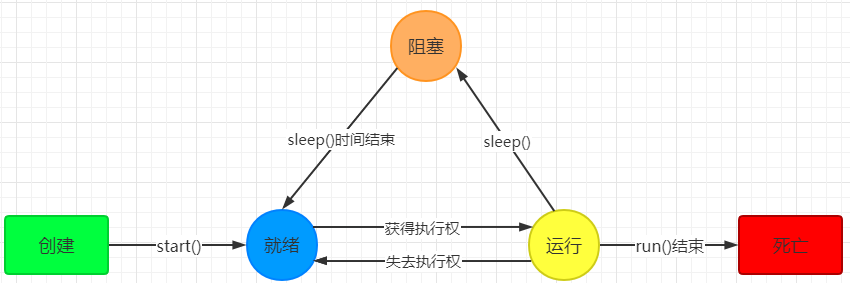 阻塞
sleep()时间结束
sleep()
创建
start()
就绪
获得执行权
失去执行权
运行
run()结束
死亡